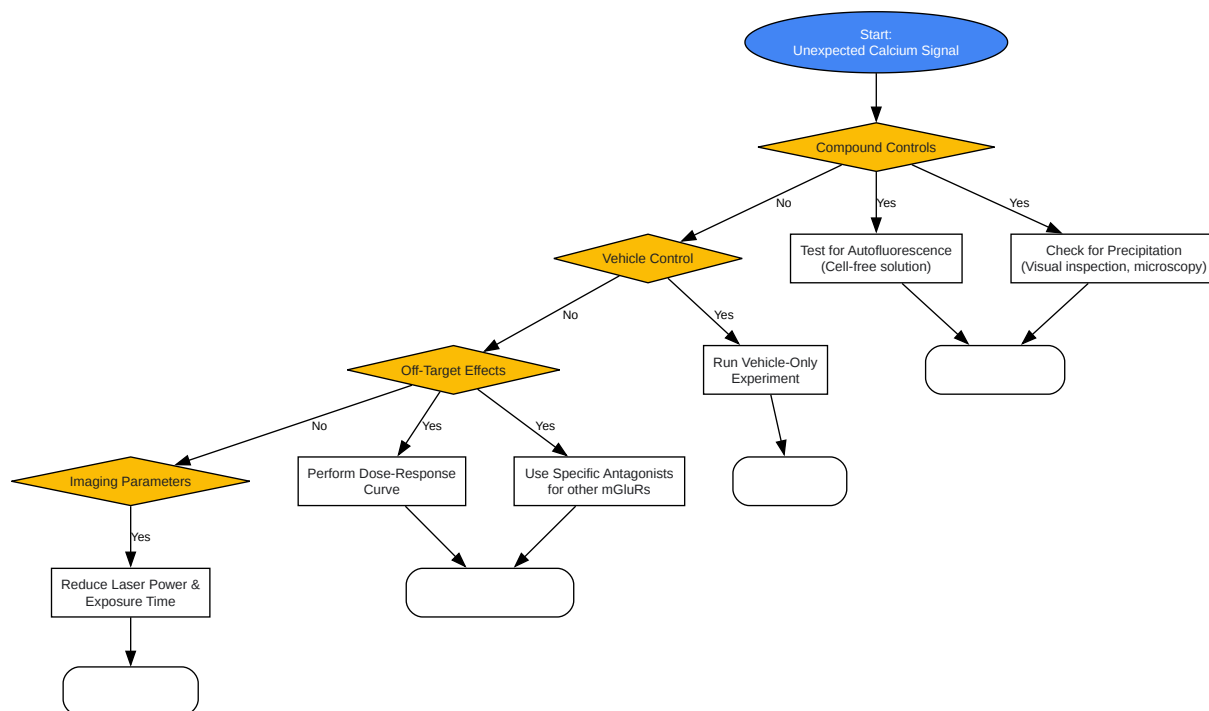 Start:
Unexpected Calcium Signal
Compound Controls
No
Yes
Yes
Vehicle Control
Test for Autofluorescence
(Cell-free solution)
Check for Precipitation
(Visual inspection, microscopy)
No
Yes
Off-Target Effects
Run Vehicle-Only
Experiment
No
Yes
Yes
Imaging Parameters
Perform Dose-Response
Curve
Use Specific Antagonists
for other mGluRs
Yes
Reduce Laser Power &
Exposure Time